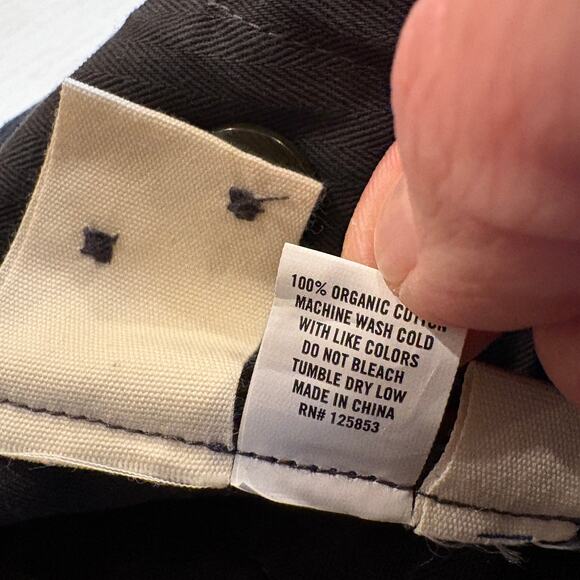 100% ORGANIC COTTON
MACHINE WASH COLD
WITH LIKE COLORS
DO NOT BLEACH
TUMBLE DRY LOW
MADE IN CHINA
RN# 125853